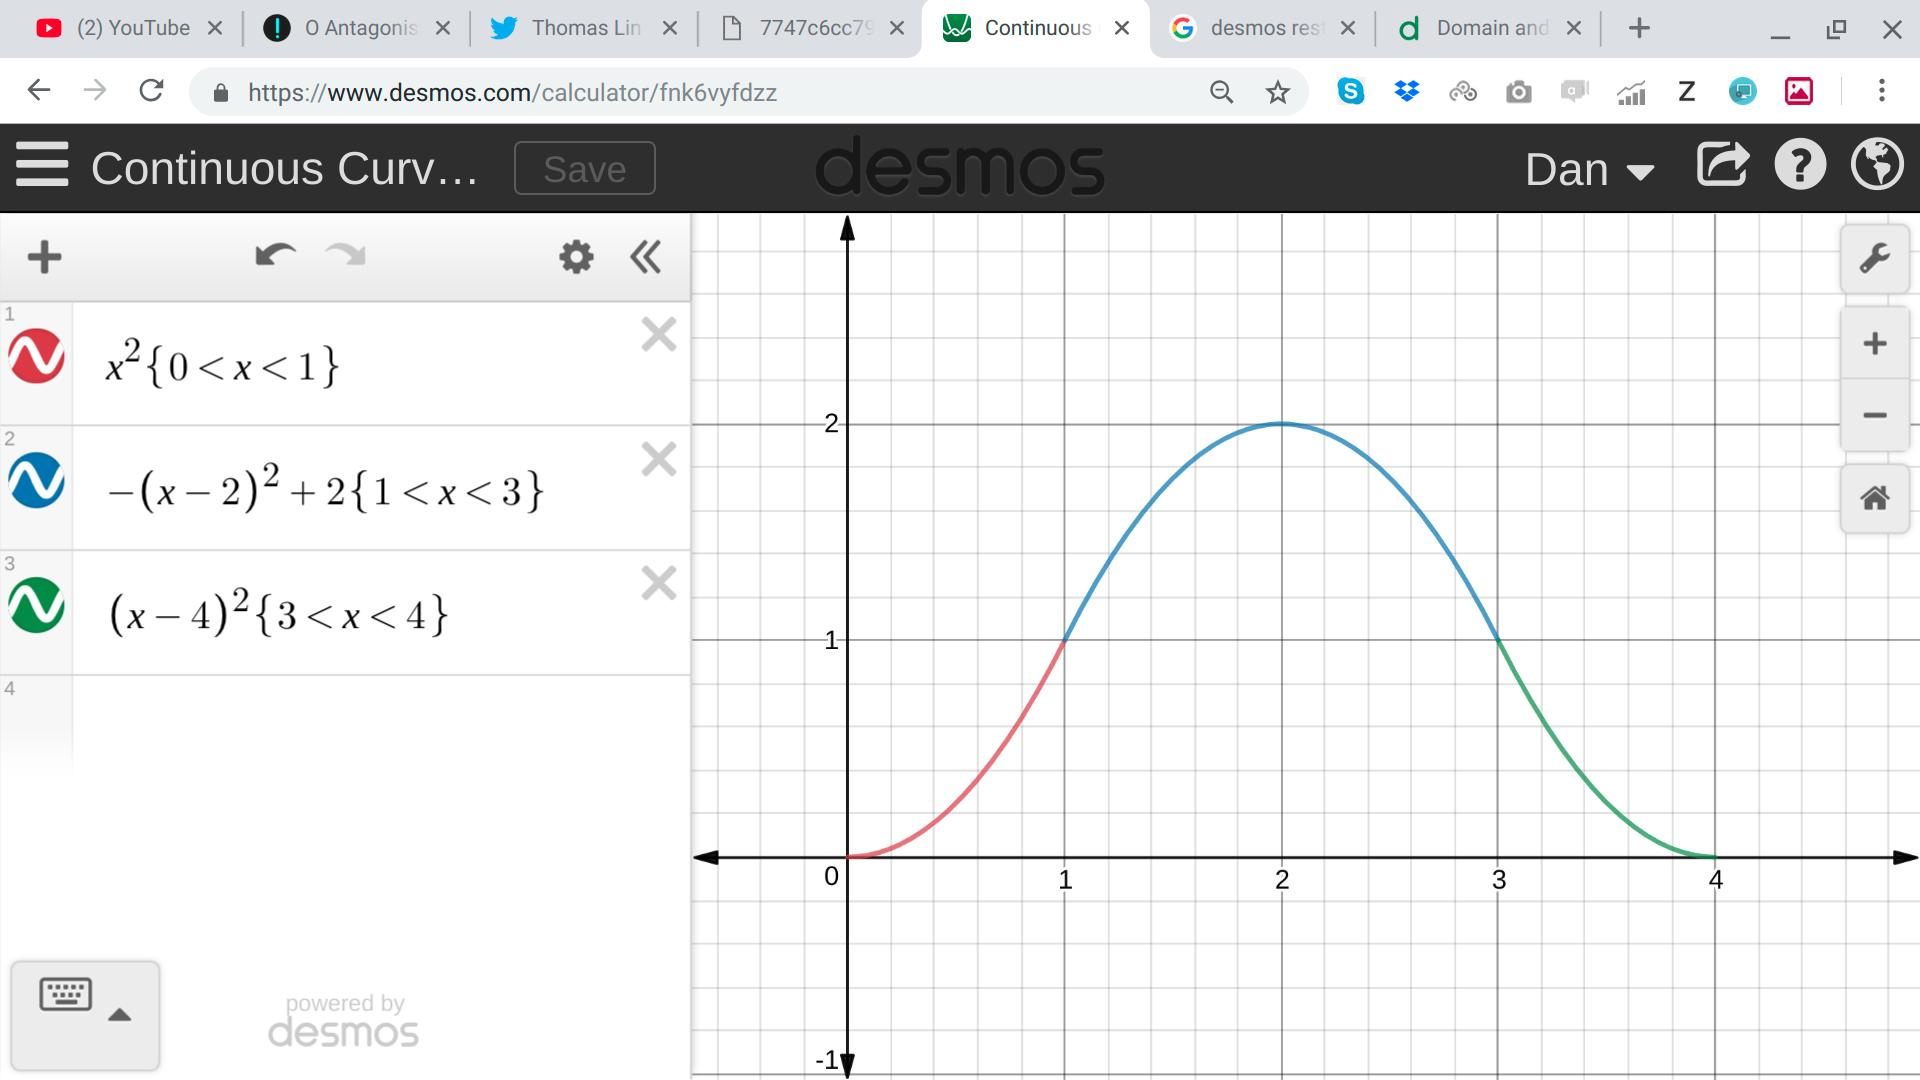 (2) YouTube
O Antagonis
Thomas Lin
7747c6cc79
Continuous
desmos res
Domain and
https://www.desmos.com/calculator/fnk6vyfdzz
Continuous Curv...
Save
desmos
Dan
1
x²{0<x<1}
2
-(x-2)²+2{1<x<3}
3
(x-4)²{3<x<4}
4
powered by
desmos
2
1
0
1
2
3
4
-1